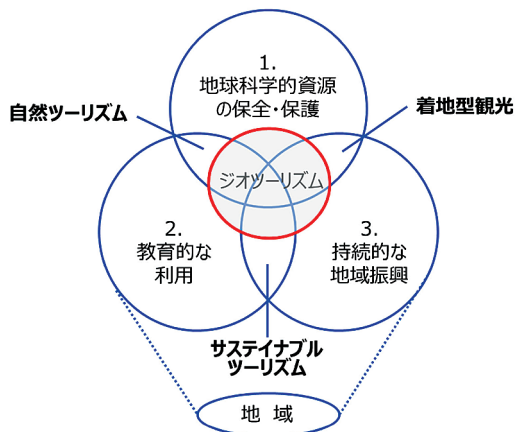 1.
地球科学的資源
の保全・保護
自然ツーリズム
着地型観光
ジオツーリズム
2.
教育的な
利用
3.
持続的な
地域振興
サステイナブル
ツーリズム
地 域